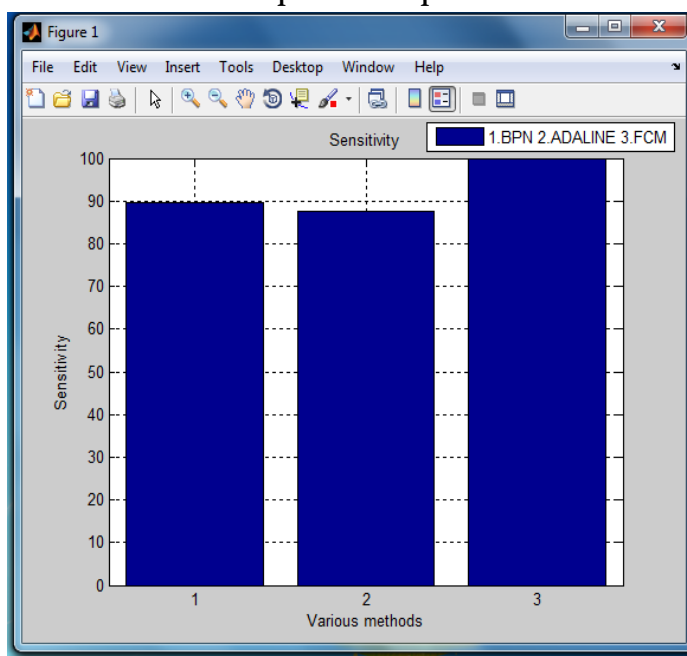 Figure 1
File Edit View Insert Tools Desktop Window Help
Sensitivity
1.BPN 2.ADALINE 3.FCM
100
90
80
70
60
50
40
30
20
10
0
Sensitivity
1 2 3
Various methods